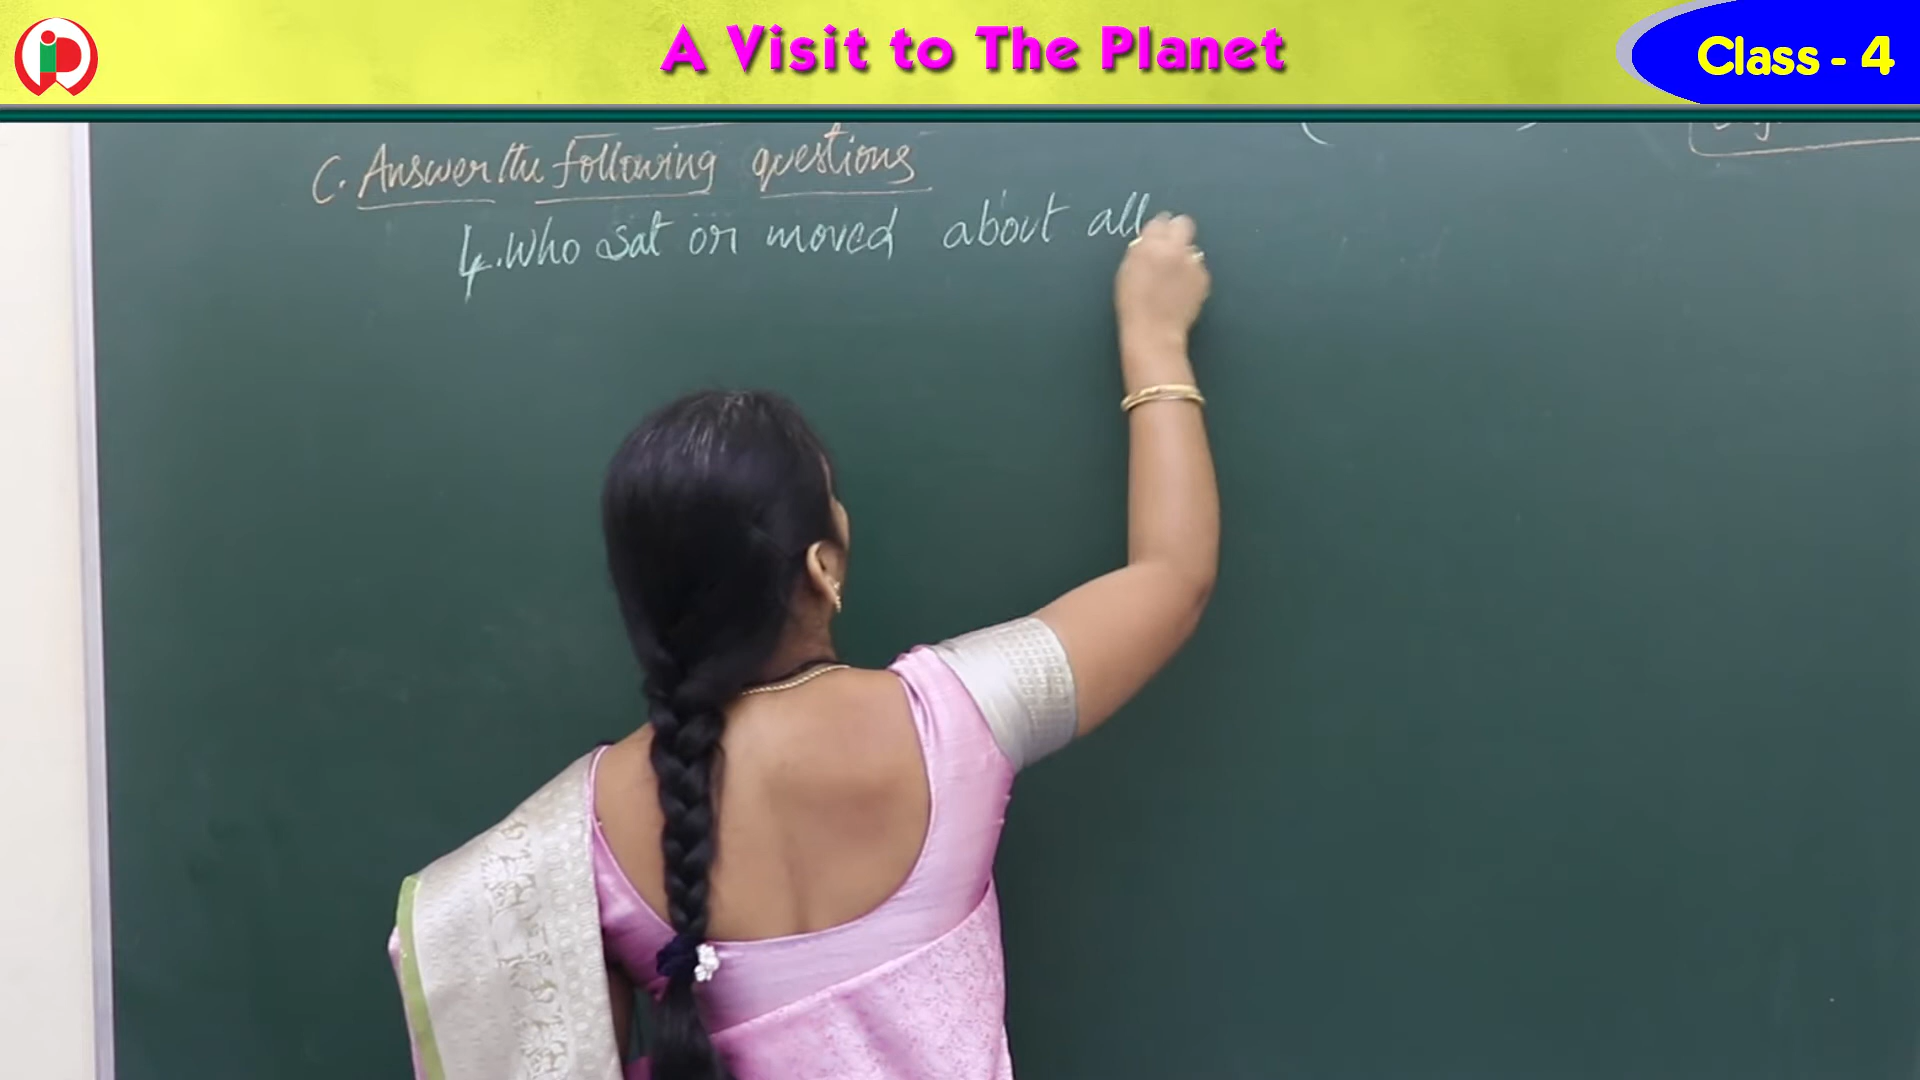 A Visit to The Planet
Class - 4
C. Answer the following questions
4. Who sat or moved about all